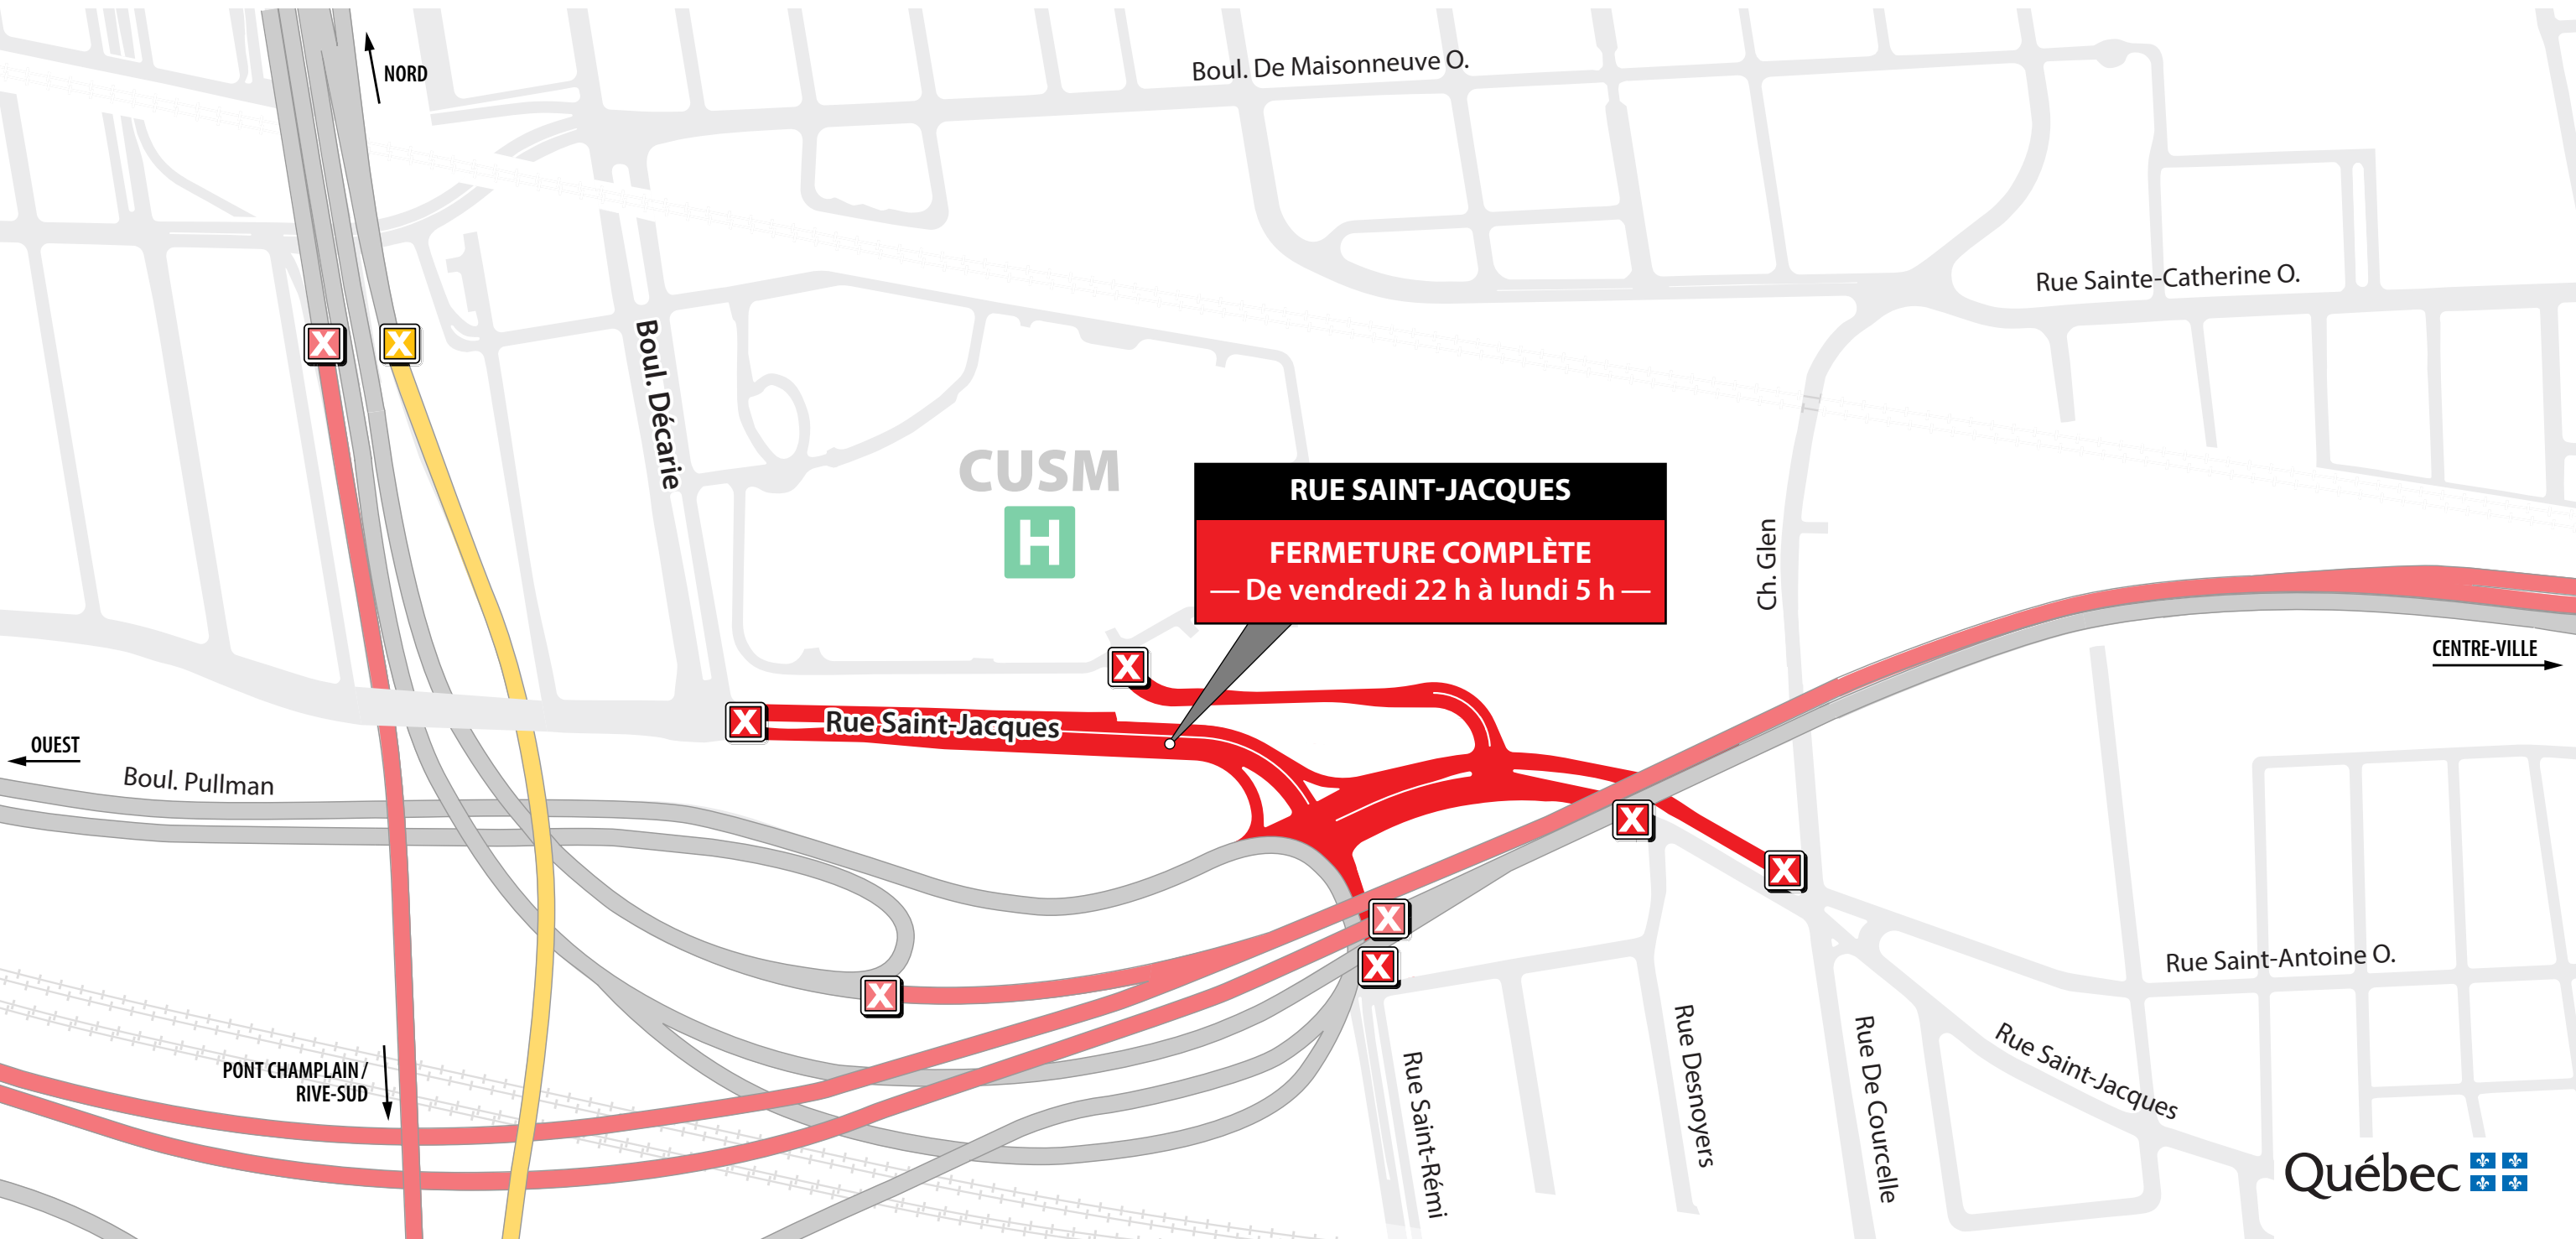 NORD
Boul. De Maisonneuve O.
Rue Sainte-Catherine O.
X
X
Boul. Décarie
CUSM
H
RUE SAINT-JACQUES
FERMETURE COMPLÈTE
— De vendredi 22 h à lundi 5 h —
Ch. Glen
CENTRE-VILLE
X
X
Rue Saint-Jacques
OUEST
Boul. Pullman
X
X
X
X
X
Rue Saint-Antoine O.
PONT CHAMPLAIN/
RIVE-SUD
Rue Saint-Rémi
Rue Desnoyers
Rue De Courcelle
Rue Saint-Jacques
Québec